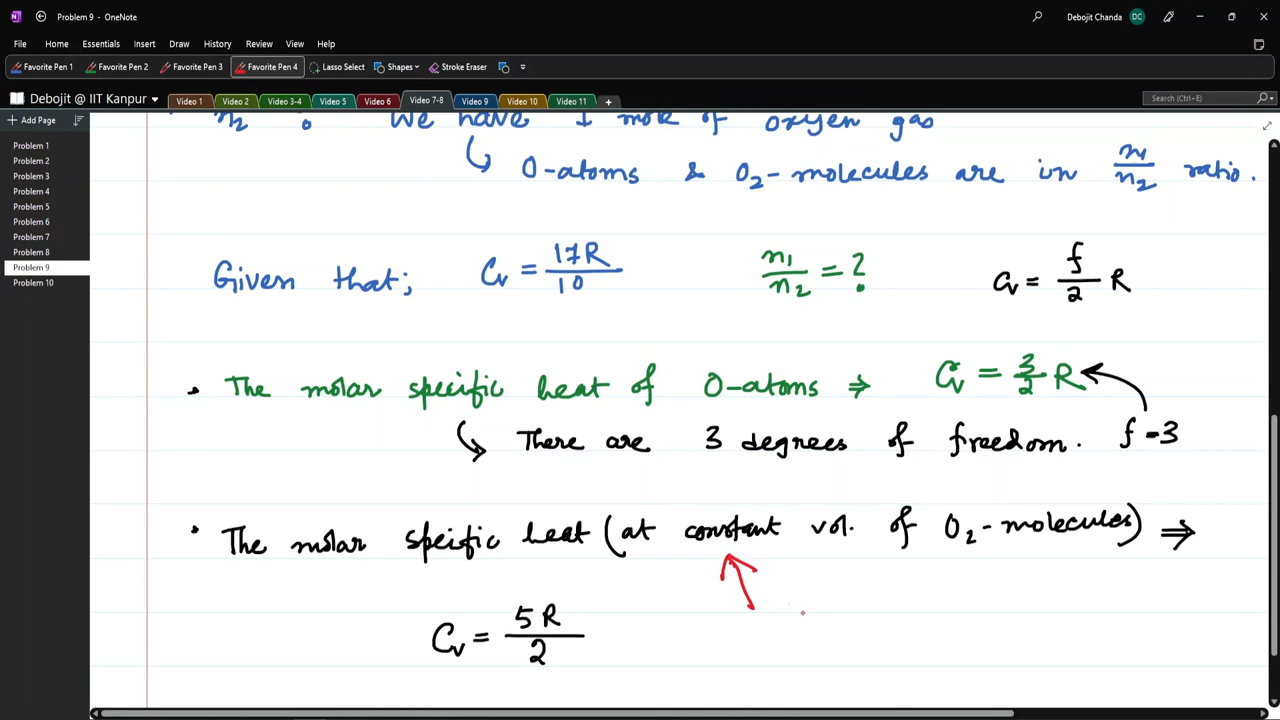 Problem 9 - OneNote
Debojit Chanda DC
File Home Essentials Insert Draw History Review View Help
Favorite Pen 1 Favorite Pen 2 Favorite Pen 3 Favorite Pen 4 Lasso Select Shapes Stroke Eraser
Debojit @ IIT Kanpur Video 1 Video 2 Video 3-4 Video 5 Video 6 Video 7-8 Video 9 Video 10 Video 11 + Search (Ctrl+E)
+ Add Page
Problem 1
Problem 2
Problem 3
Problem 4
Problem 5
Problem 6
Problem 7
Problem 8
Problem 9
Problem 10
n2 : We have 1 mole of oxygen gas
O-atoms & O2-molecules are in n1/n2 ratio.
Given that; Cv = 17R/10 n1/n2 = ? Cv = f/2 R
• The molar specific heat of O-atoms ⇒ Cv = 3/2 R
There are 3 degrees of freedom. f = 3
• The molar speific heat (at constant vol. of O2-molecules) ⇒
Cv = 5R/2